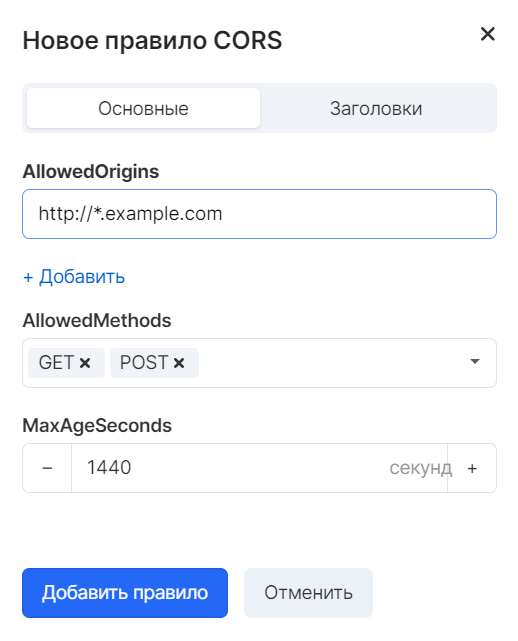 Новое правило CORS
Основные Заголовки
AllowedOrigins
http://*.example.com
+ Добавить
AllowedMethods
GET × POST ×
MaxAgeSeconds
− 1440 секунд +
Добавить правило Отменить